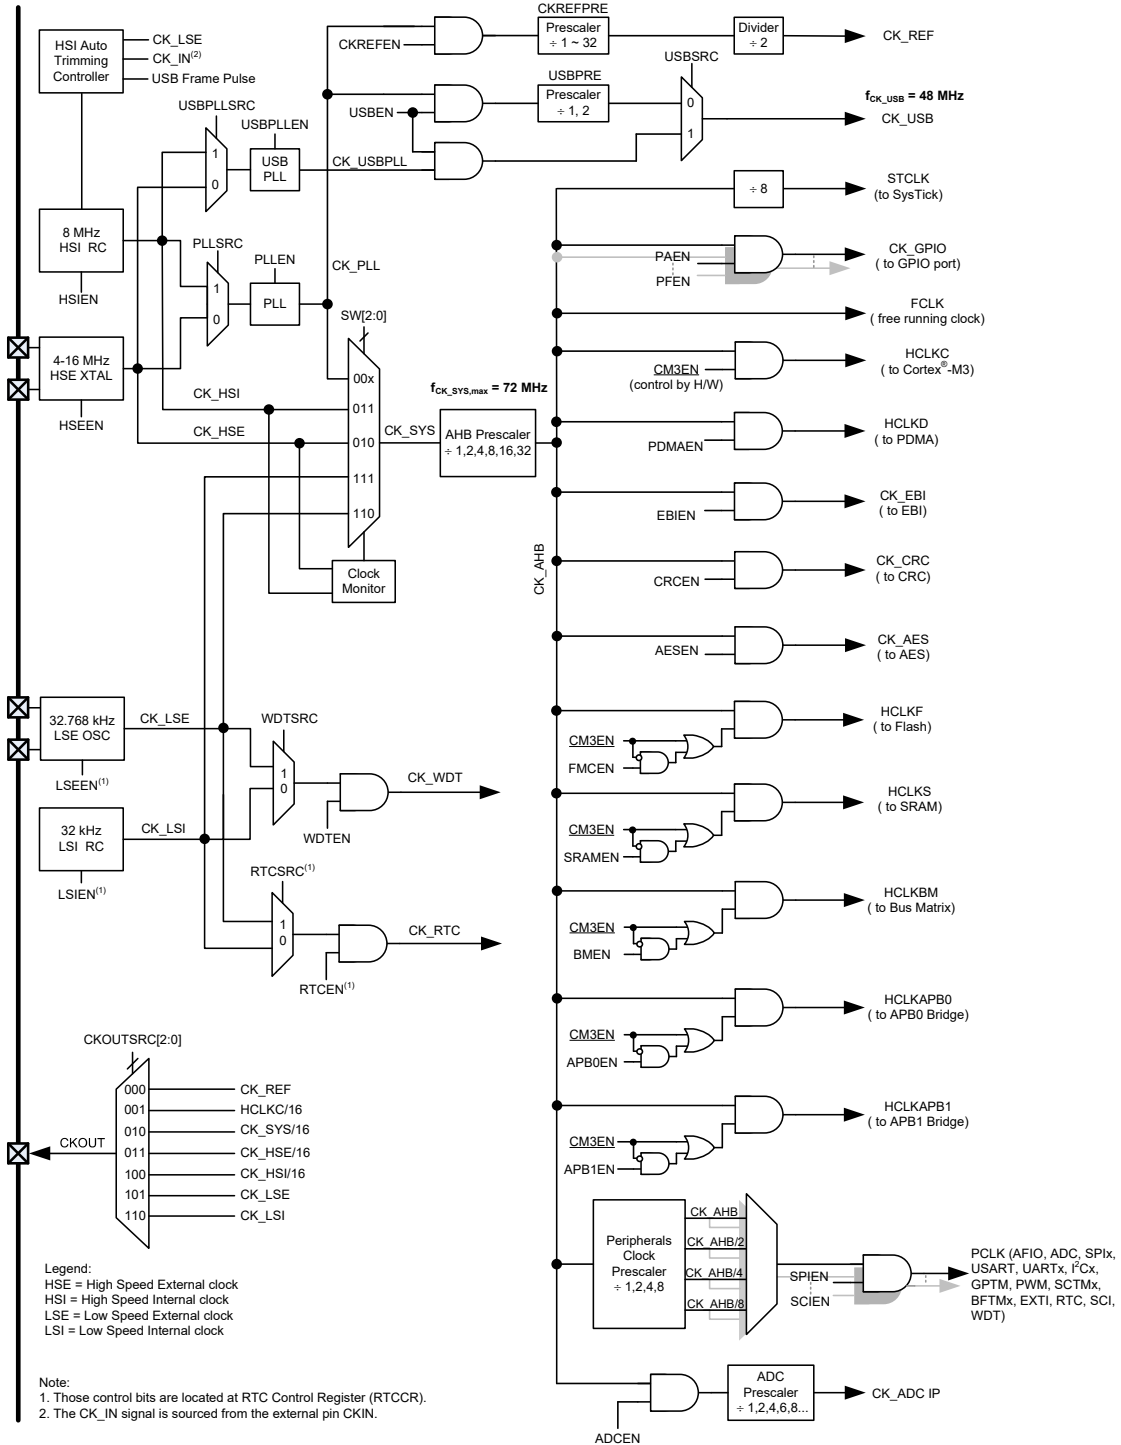 HSI Auto
Trimming
Controller
CK_LSE
CK_IN(2)
USB Frame Pulse
CKREFEN
CKREFPRE
Prescaler
÷ 1 ~ 32
Divider
÷ 2
CK_REF
USBSRC
USBPRE
Prescaler
÷ 1, 2
USBEN
0
1
fCK_USB = 48 MHz
CK_USB
USBPLLSRC
1
0
USBPLLEN
USB
PLL
CK_USBPLL
÷ 8
STCLK
(to SysTick)
8 MHz
HSI RC
HSIEN
PLLSRC
1
0
PLLEN
PLL
CK_PLL
PAEN
PFEN
CK_GPIO
( to GPIO port)
FCLK
( free running clock)
4-16 MHz
HSE XTAL
HSEEN
SW[2:0]
00x
011
010
111
110
CK_HSI
CK_HSE
CK_SYS
fCK_SYS,max = 72 MHz
AHB Prescaler
÷ 1,2,4,8,16,32
Clock
Monitor
CK_AHB
CM3EN
(control by H/W)
HCLKC
( to Cortex®-M3)
PDMAEN
HCLKD
( to PDMA)
EBIEN
CK_EBI
( to EBI)
CRCEN
CK_CRC
( to CRC)
AESEN
CK_AES
( to AES)
32.768 kHz
LSE OSC
LSEEN(1)
CK_LSE
WDTSRC
1
0
WDTEN
CK_WDT
32 kHz
LSI RC
LSIEN(1)
CK_LSI
RTCSRC(1)
1
0
RTCEN(1)
CK_RTC
CM3EN
FMCEN
HCLKF
( to Flash)
CM3EN
SRAMEN
HCLKS
( to SRAM)
CM3EN
BMEN
HCLKBM
( to Bus Matrix)
CM3EN
APB0EN
HCLKAPB0
( to APB0 Bridge)
CM3EN
APB1EN
HCLKAPB1
( to APB1 Bridge)
CKOUTSRC[2:0]
CKOUT
000 CK_REF
001 HCLKC/16
010 CK_SYS/16
011 CK_HSE/16
100 CK_HSI/16
101 CK_LSE
110 CK_LSI
Peripherals
Clock
Prescaler
÷ 1,2,4,8
CK_AHB
CK_AHB/2
CK_AHB/4
CK_AHB/8
SPIEN
SCIEN
PCLK (AFIO, ADC, SPIx,
USART, UARTx, I2Cx,
GPTM, PWM, SCTMx,
BFTMx, EXTI, RTC, SCI,
WDT)
ADCEN
ADC
Prescaler
÷ 1,2,4,6,8...
CK_ADC IP
Legend:
HSE = High Speed External clock
HSI = High Speed Internal clock
LSE = Low Speed External clock
LSI = Low Speed Internal clock
Note:
1. Those control bits are located at RTC Control Register (RTCCR).
2. The CK_IN signal is sourced from the external pin CKIN.